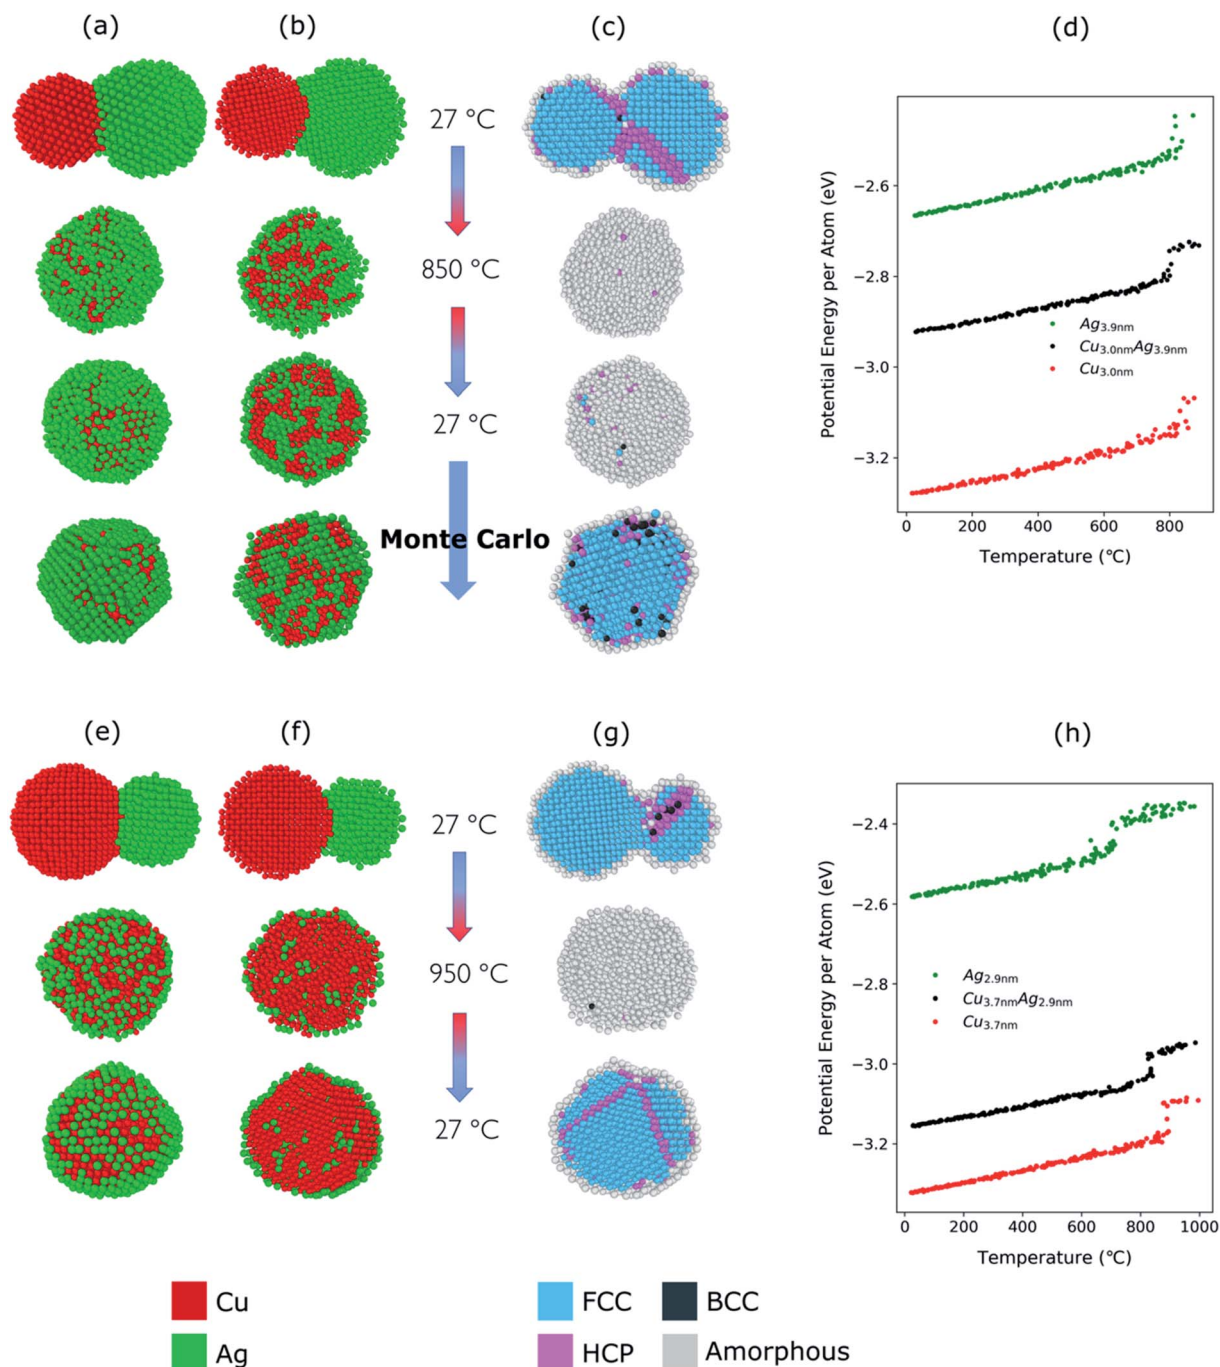 (a)
(b)
(c)
(d)
27 °C
850 °C
27 °C
Monte Carlo
Potential Energy per Atom (eV)
−2.6
−2.8
−3.0
−3.2
Ag3.9nm
Cu3.0nmAg3.9nm
Cu3.0nm
0 200 400 600 800
Temperature (°C)
(e)
(f)
(g)
(h)
27 °C
950 °C
27 °C
Potential Energy per Atom (eV)
−2.4
−2.6
−2.8
−3.0
−3.2
Ag2.9nm
Cu3.7nmAg2.9nm
Cu3.7nm
0 200 400 600 800 1000
Temperature (°C)
Cu
Ag
FCC
HCP
BCC
Amorphous